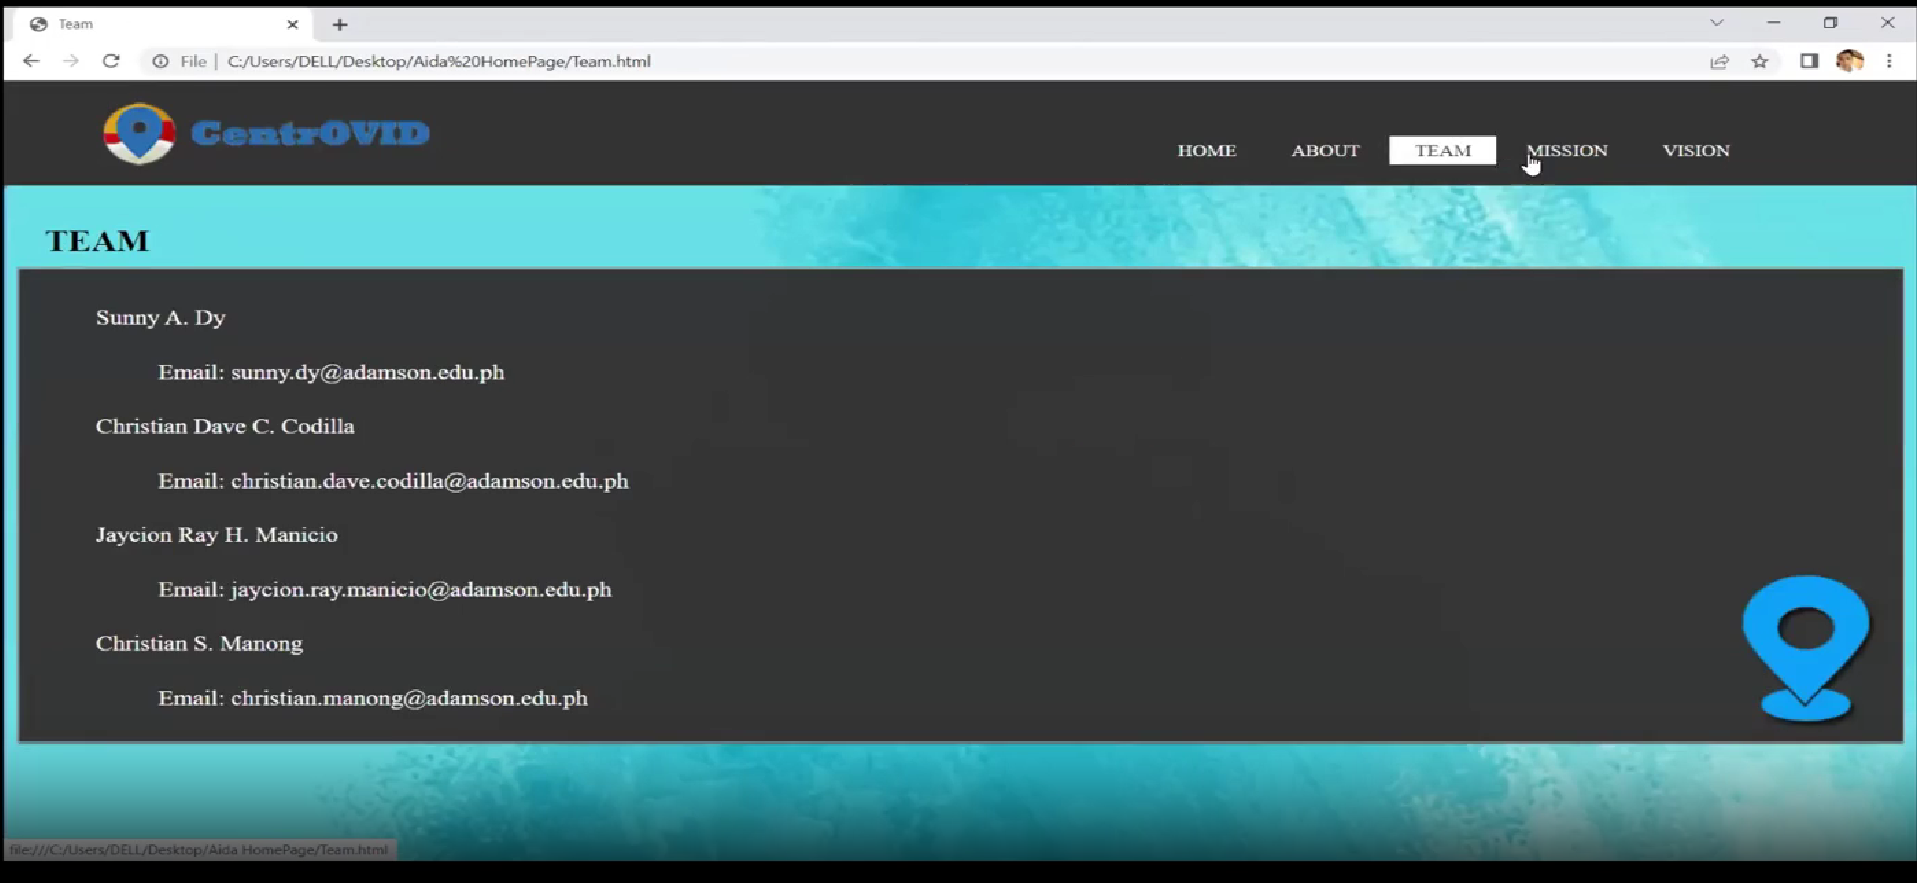 Team
File | C:/Users/DELL/Desktop/Aida%20HomePage/Team.html
CentrOVID
HOME ABOUT TEAM MISSION VISION
TEAM
Sunny A. Dy
Email: sunny.dy@adamson.edu.ph
Christian Dave C. Codilla
Email: christian.dave.codilla@adamson.edu.ph
Jaycion Ray H. Manicio
Email: jaycion.ray.manicio@adamson.edu.ph
Christian S. Manong
Email: christian.manong@adamson.edu.ph
file:///C:/Users/DELL/Desktop/Aida HomePage/Team.html